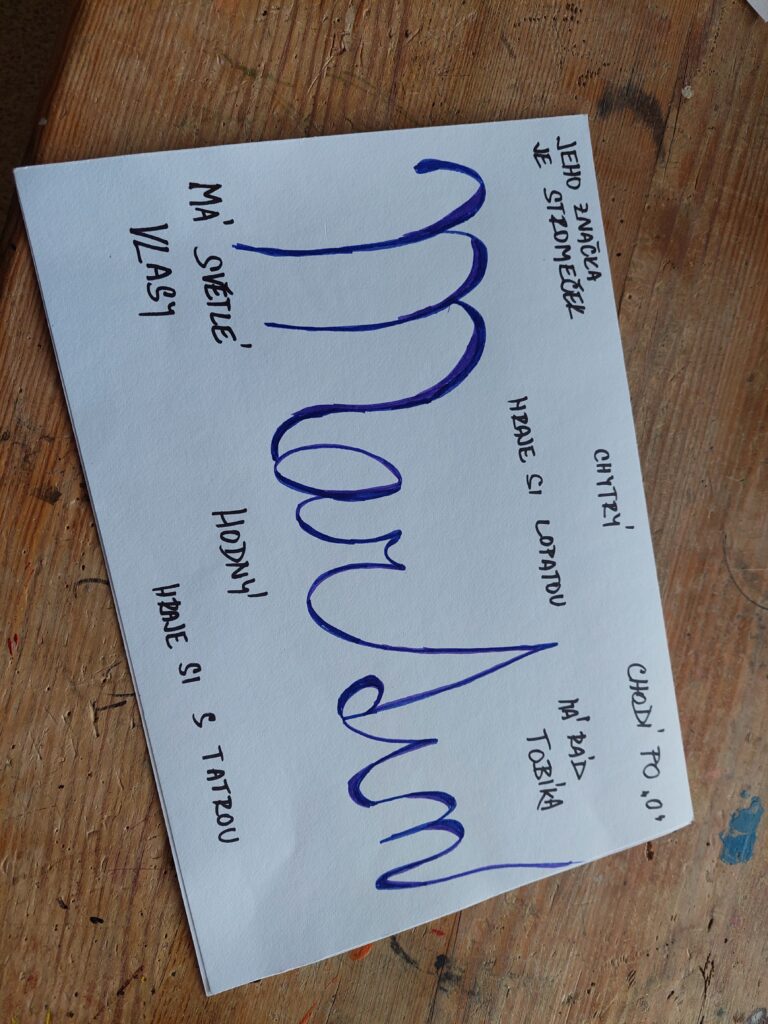 JEHO ZNAČKA
JE STROMEČEK
CHYTRÝ
CHODÍ PO "O"
HRAJE SI LOPATOU
MÁ RÁD
TOBÍKA
Martin
MÁ SVĚTLÉ
VLASY
HODNÝ
HRAJE SI S TATROU